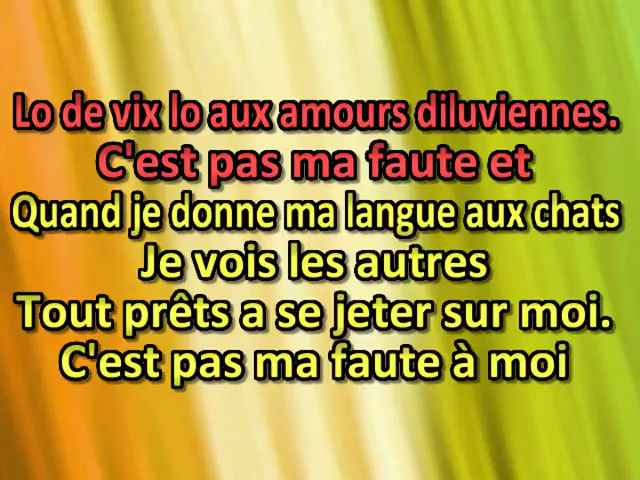 Lo de vix lo aux amours diluviennes.
C'est pas ma faute et
Quand je donne ma langue aux chats
Je vois les autres
Tout prêts a se jeter sur moi.
C'est pas ma faute à moi